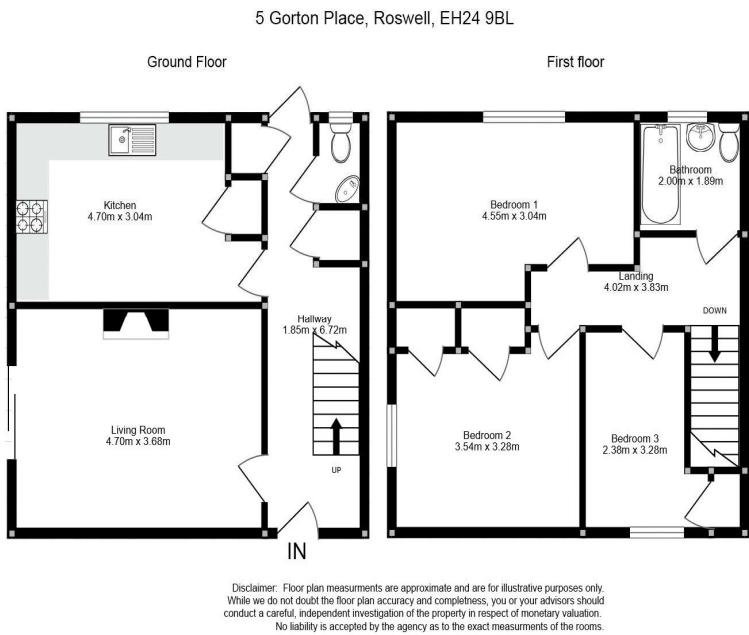 5 Gorton Place, Roswell, EH24 9BL
Ground Floor
First floor
Kitchen
4.70m x 3.04m
Living Room
4.70m x 3.68m
Hallway
1.85m x 6.72m
UP
IN
Bedroom 1
4.55m x 3.04m
Bathroom
2.00m x 1.89m
Landing
4.02m x 3.83m
DOWN
Bedroom 2
3.54m x 3.28m
Bedroom 3
2.38m x 3.28m
Disclaimer: Floor plan measurments are approximate and are for illustrative purposes only.
While we do not doubt the floor plan accuracy and completness, you or your advisors should
conduct a careful, independent investigation of the property in respect of monetary valuation.
No liability is accepted by the agency as to the exact measurments of the rooms.